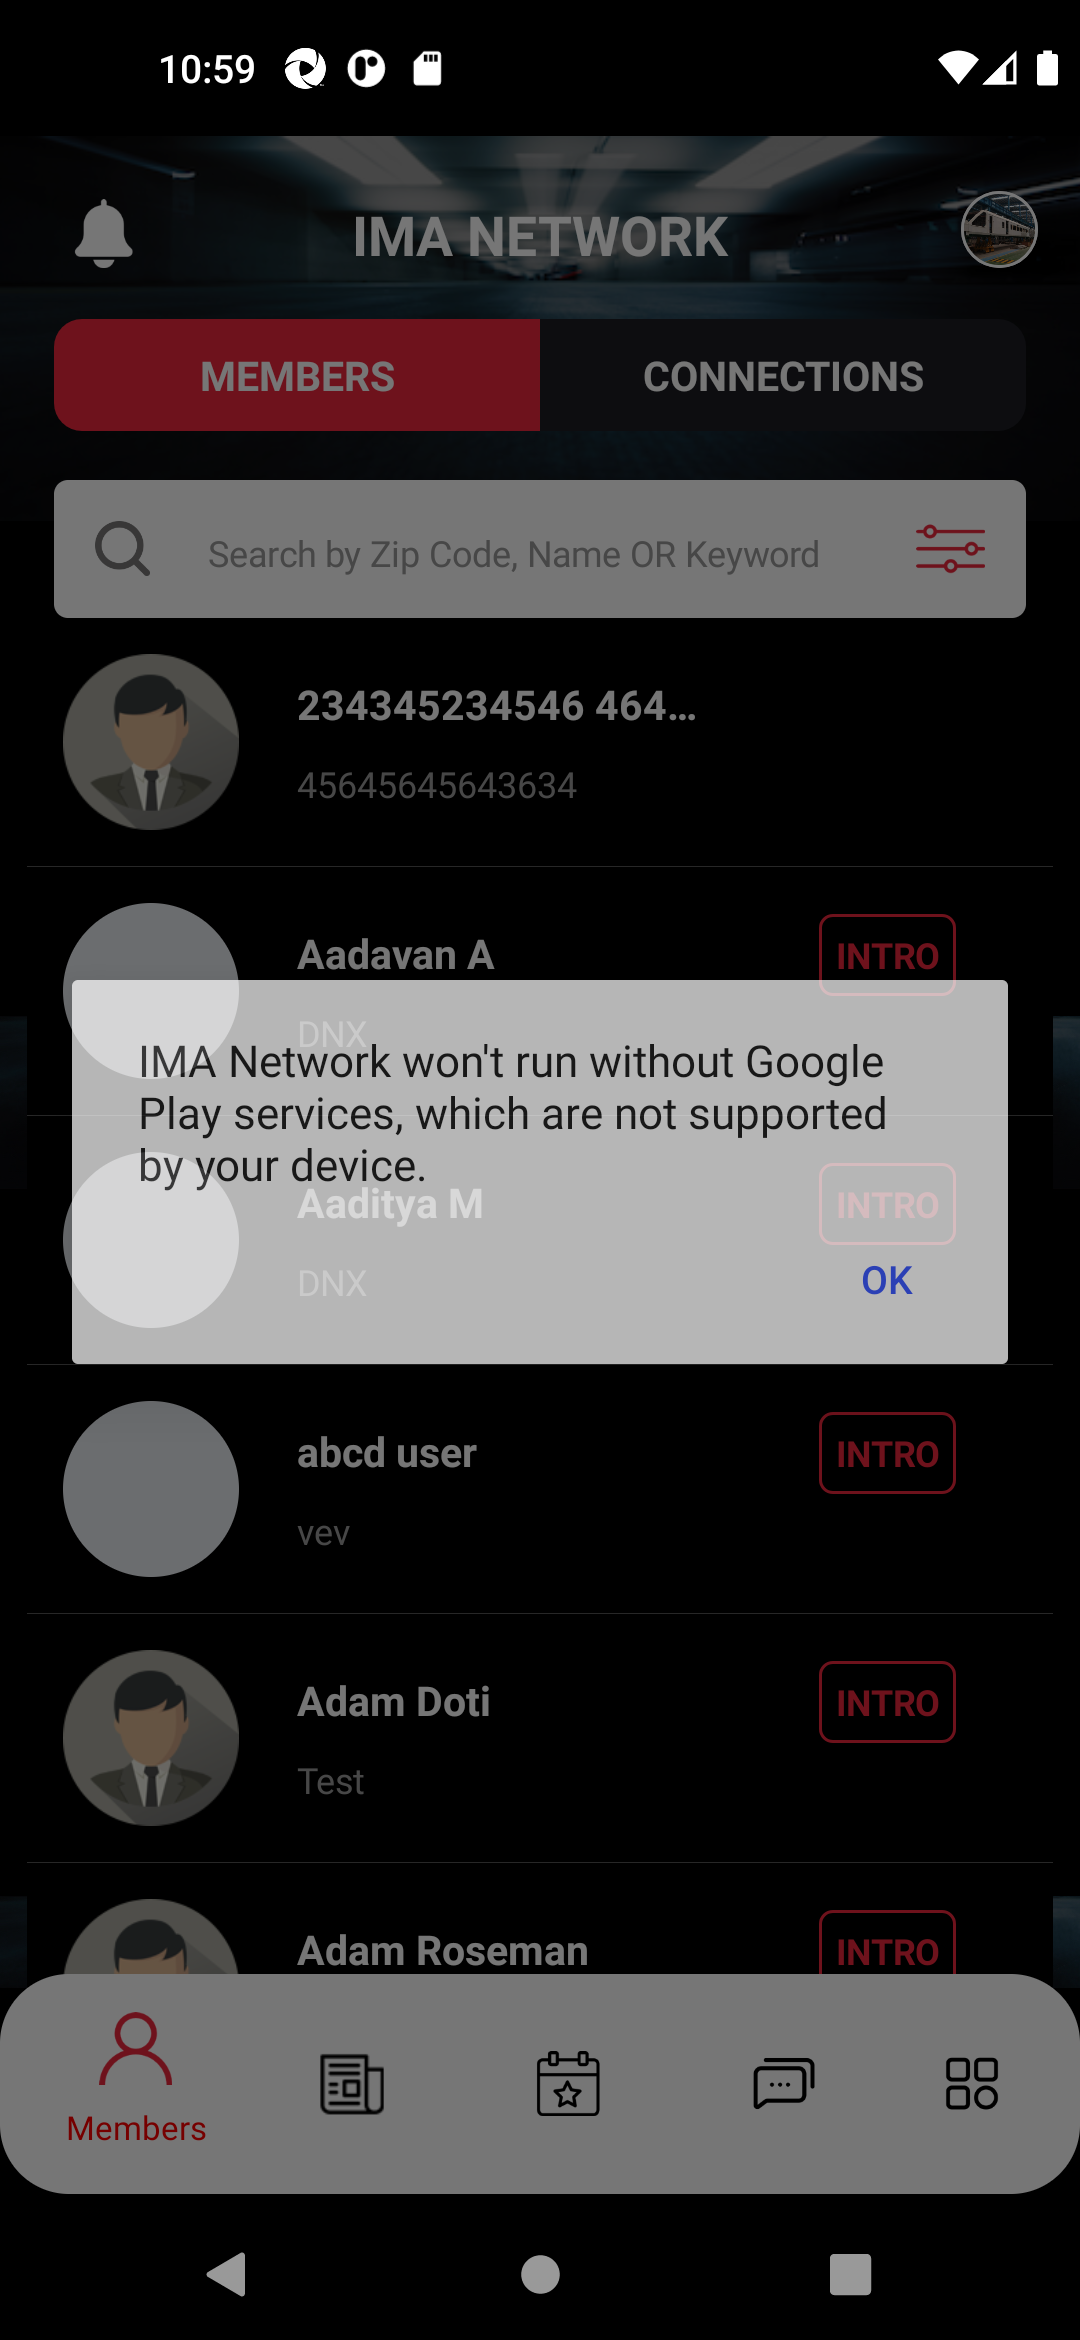 10:59
IMA NETWORK
MEMBERS
CONNECTIONS
Search by Zip Code, Name OR Keyword
234345234546 464...
45645645643634
Aadavan A
INTRO
DNX
IMA Network won't run without Google
Play services, which are not supported
by your device.
Aaditya M
INTRO
DNX
OK
abcd user
INTRO
vev
Adam Doti
INTRO
Test
Adam Roseman
INTRO
Members